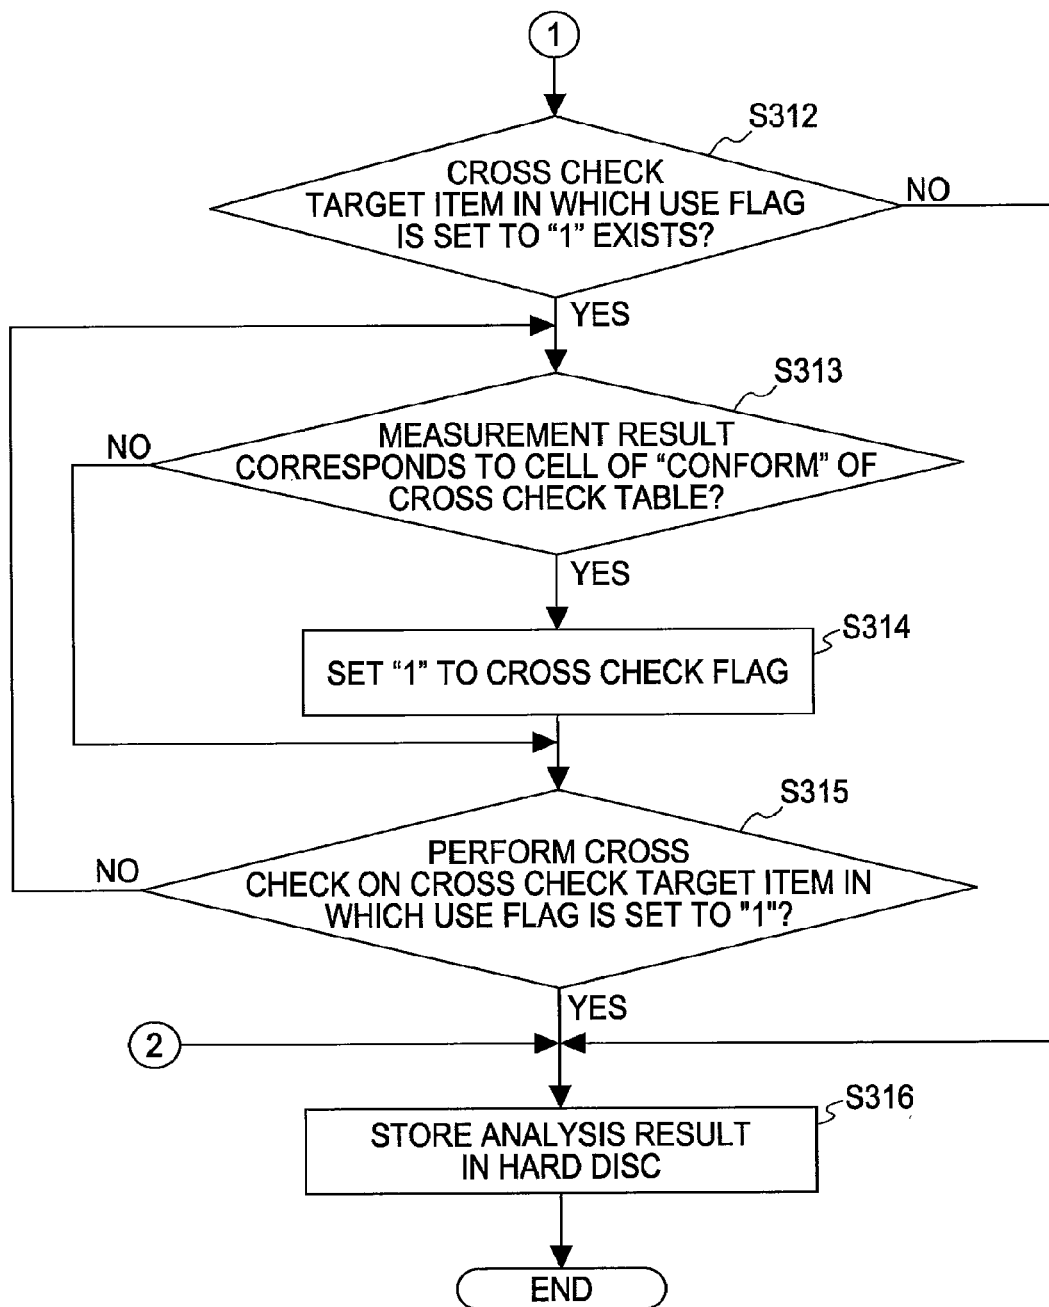 1
S312
CROSS CHECK
TARGET ITEM IN WHICH USE FLAG
IS SET TO “1” EXISTS?
NO
YES
S313
MEASUREMENT RESULT
CORRESPONDS TO CELL OF “CONFORM” OF
CROSS CHECK TABLE?
NO
YES
S314
SET “1” TO CROSS CHECK FLAG
S315
PERFORM CROSS
CHECK ON CROSS CHECK TARGET ITEM IN
WHICH USE FLAG IS SET TO "1"?
NO
YES
2
S316
STORE ANALYSIS RESULT
IN HARD DISC
END